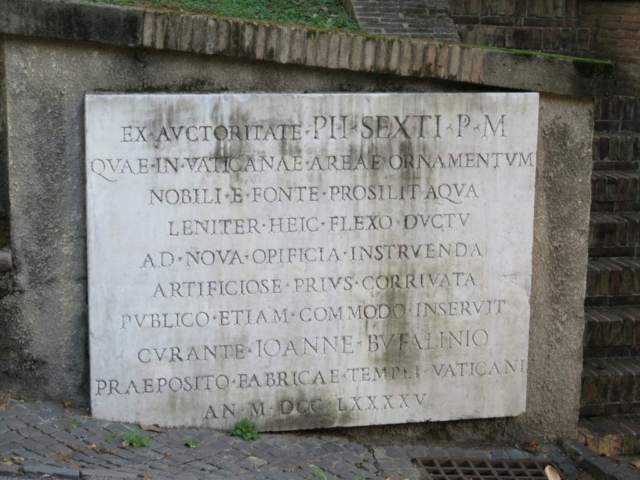 EX·AVCTORITATE·PII·SEXTI·P·M
QVAE·IN·VATICANAE·AREAE·ORNAMENTVM
NOBILI·E·FONTE·PROSILIT·AQVA
LENITER·HEIC·FLEXO·DVCTV
AD·NOVA·OPIFICIA·INSTRVENDA
ARTIFICIOSE·PRIVS·CORRIVATA
PVBLICO·ETIAM·COMMODO·INSERVIT
CVRANTE·IOANNE·BVFALINIO
PRAEPOSITO·FABRICAE·TEMPLI·VATICANI
AN·M·DCC·LXXXXV